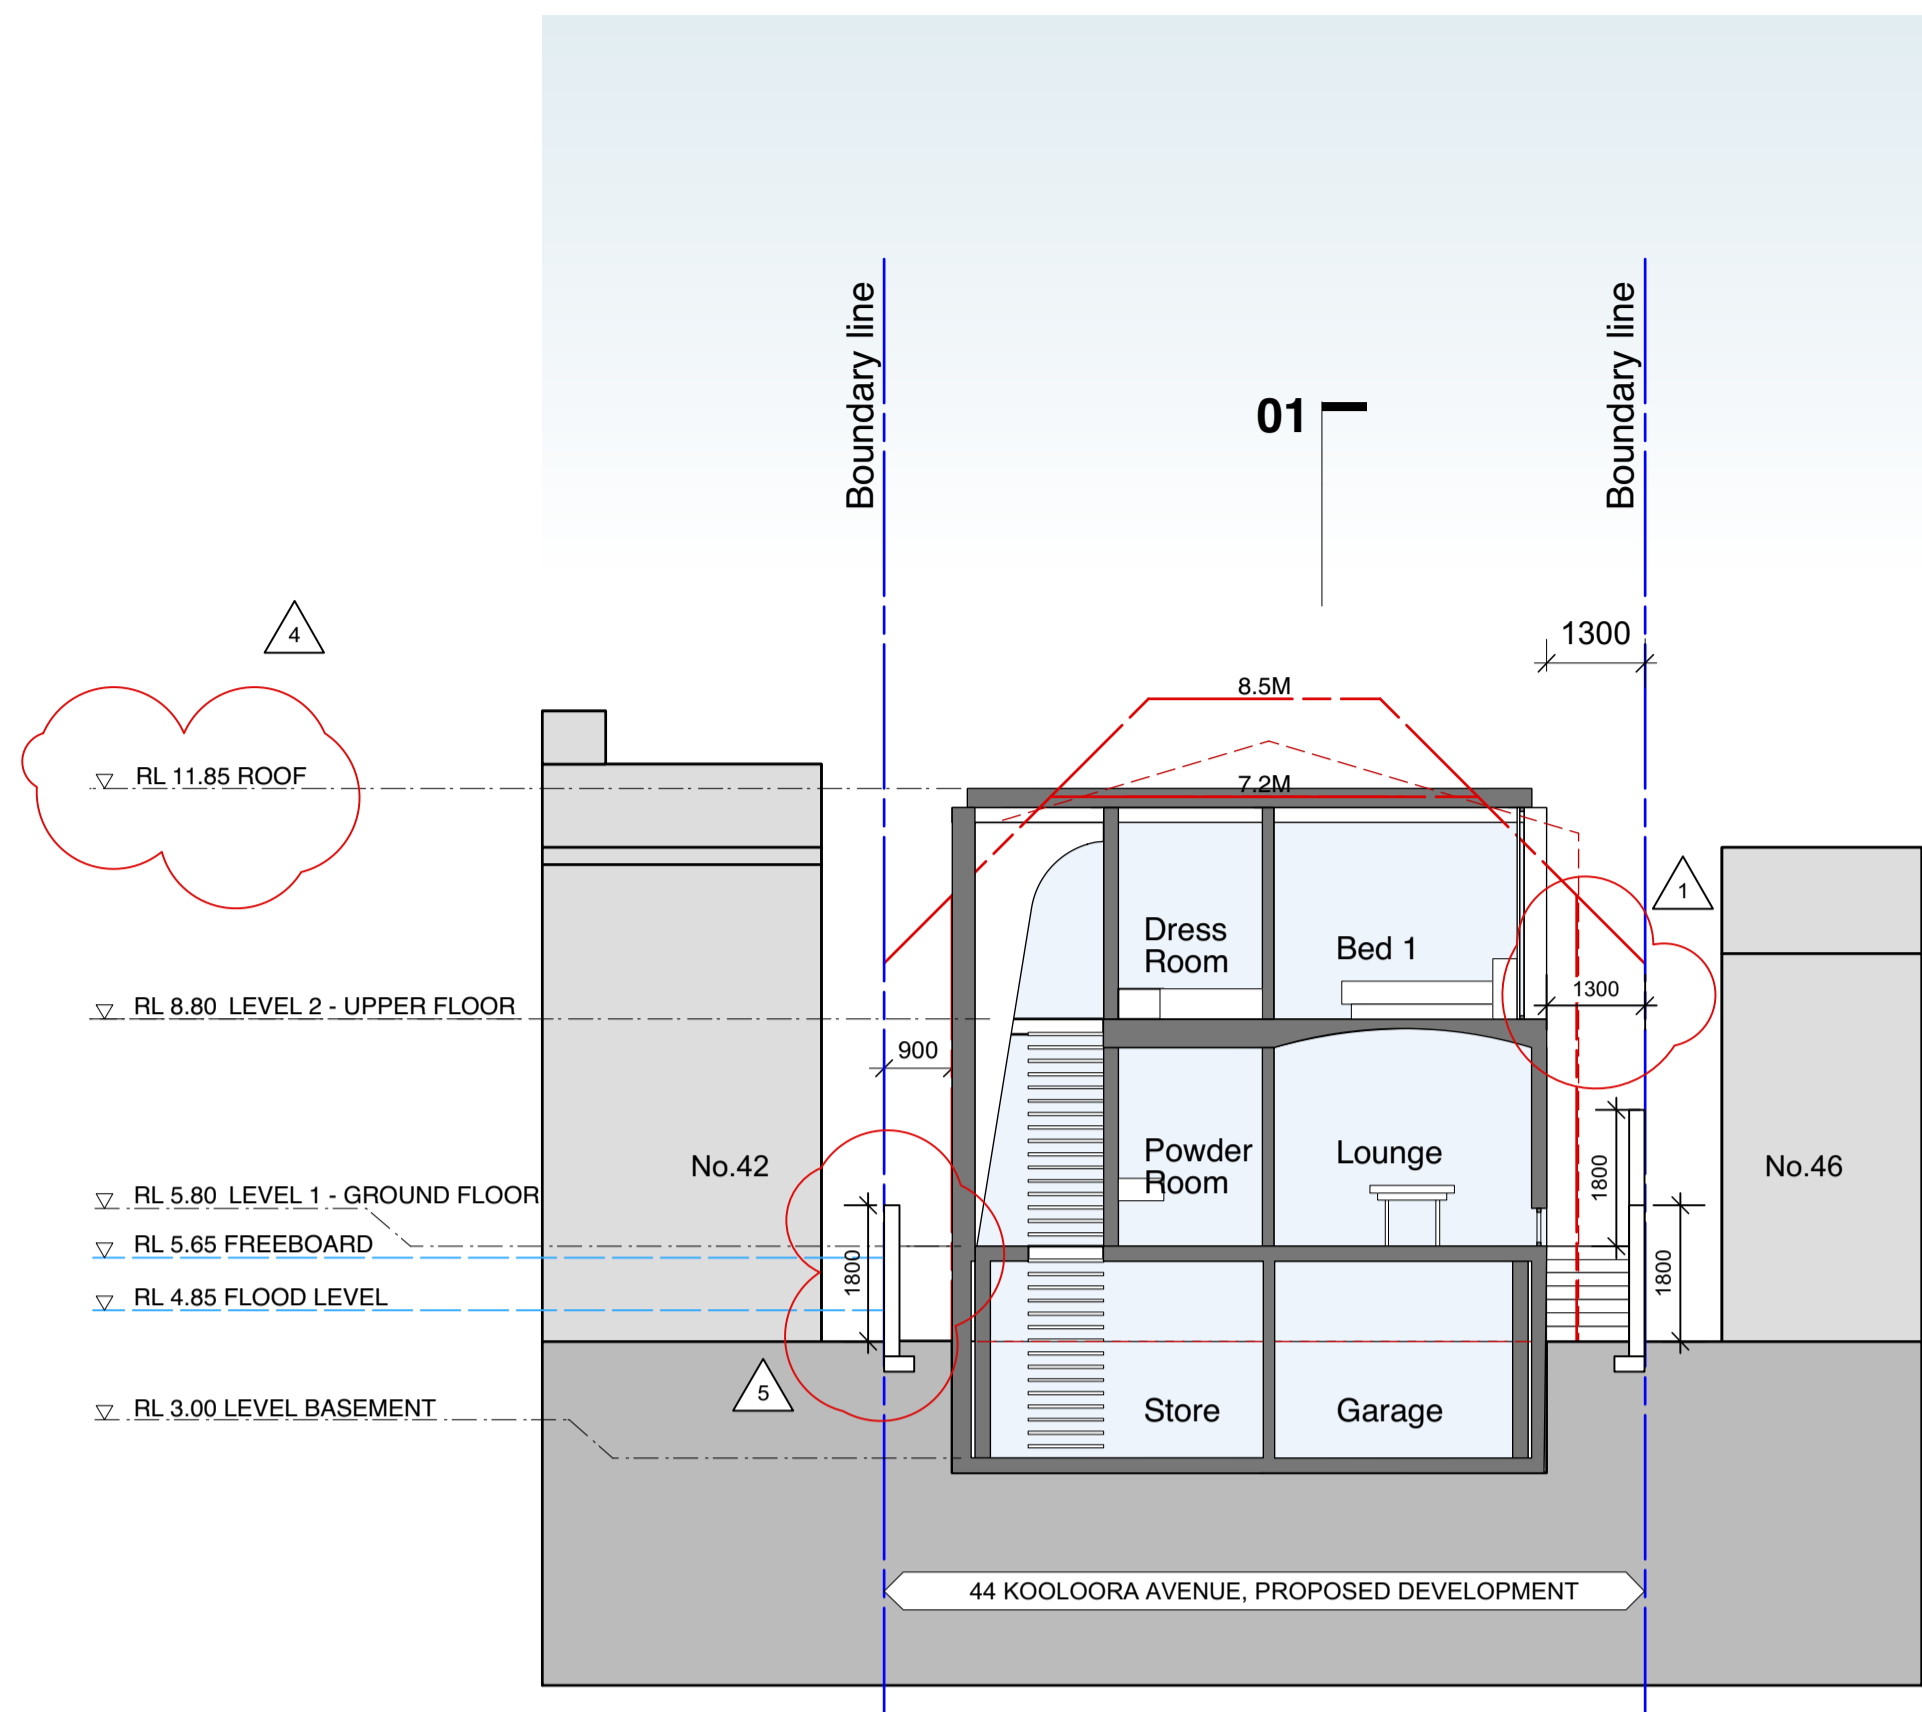 Boundary line
Boundary line
01
1300
4
8.5M
RL 11.85 ROOF
7.2M
1
Dress
Room
Bed 1
1300
RL 8.80 LEVEL 2 - UPPER FLOOR
900
No.42
Powder
Room
Lounge
1800
No.46
RL 5.80 LEVEL 1 - GROUND FLOOR
RL 5.65 FREEBOARD
1800
1800
RL 4.85 FLOOD LEVEL
5
RL 3.00 LEVEL BASEMENT
Store
Garage
44 KOOLOORA AVENUE, PROPOSED DEVELOPMENT